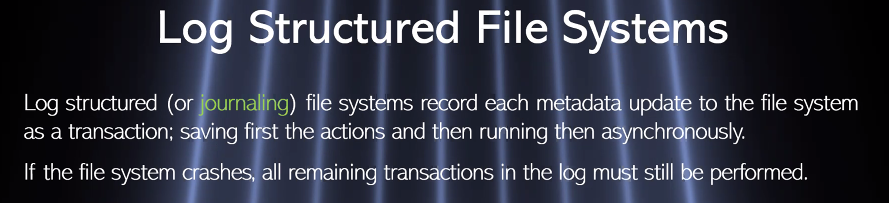 Log Structured File Systems
Log structured (or journaling) file systems record each metadata update to the file system
as a transaction; saving first the actions and then running then asynchronously.
If the file system crashes, all remaining transactions in the log must still be performed.